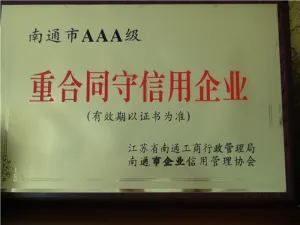 南通市AAA级
重合同守信用企业
(有效期以证书为准)
江苏省南通工商行政管理局
南通市企业信用管理协会